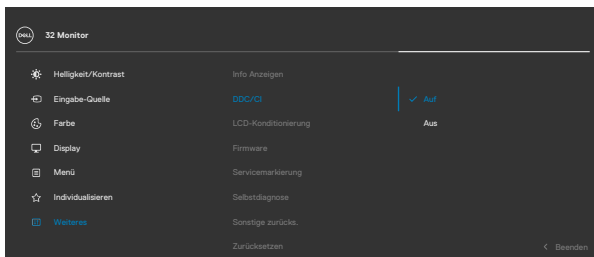 DELL
32 Monitor
Helligkeit/Kontrast
Info Anzeigen
Eingabe-Quelle
DDC/CI
Auf
Farbe
LCD-Konditionierung
Aus
Display
Firmware
Menü
Servicemarkierung
Individualisieren
Selbstdiagnose
Weiteres
Sonstige zurücks.
Zurücksetzen
Beenden